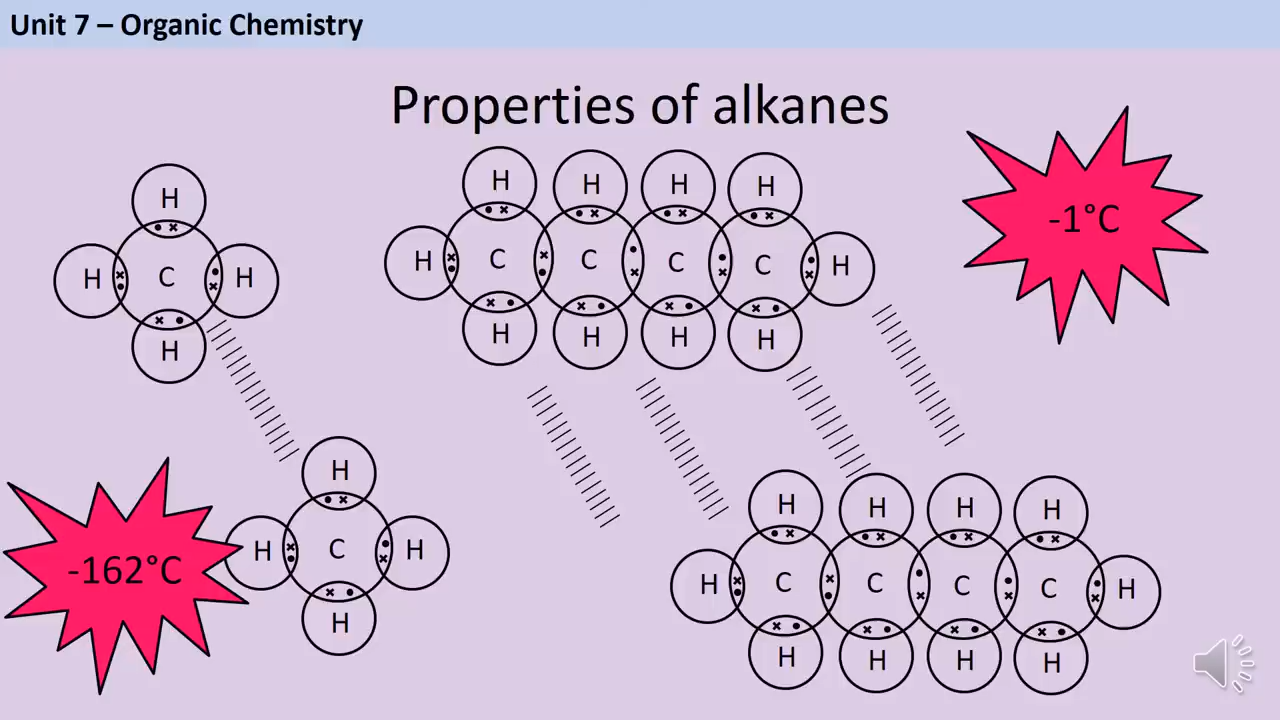 Unit 7 – Organic Chemistry
Properties of alkanes
H
H C H
H
H H H H
H C C C C H
H H H H
-1°C
-162°C
H
H C H
H
H H H H
H C C C C H
H H H H